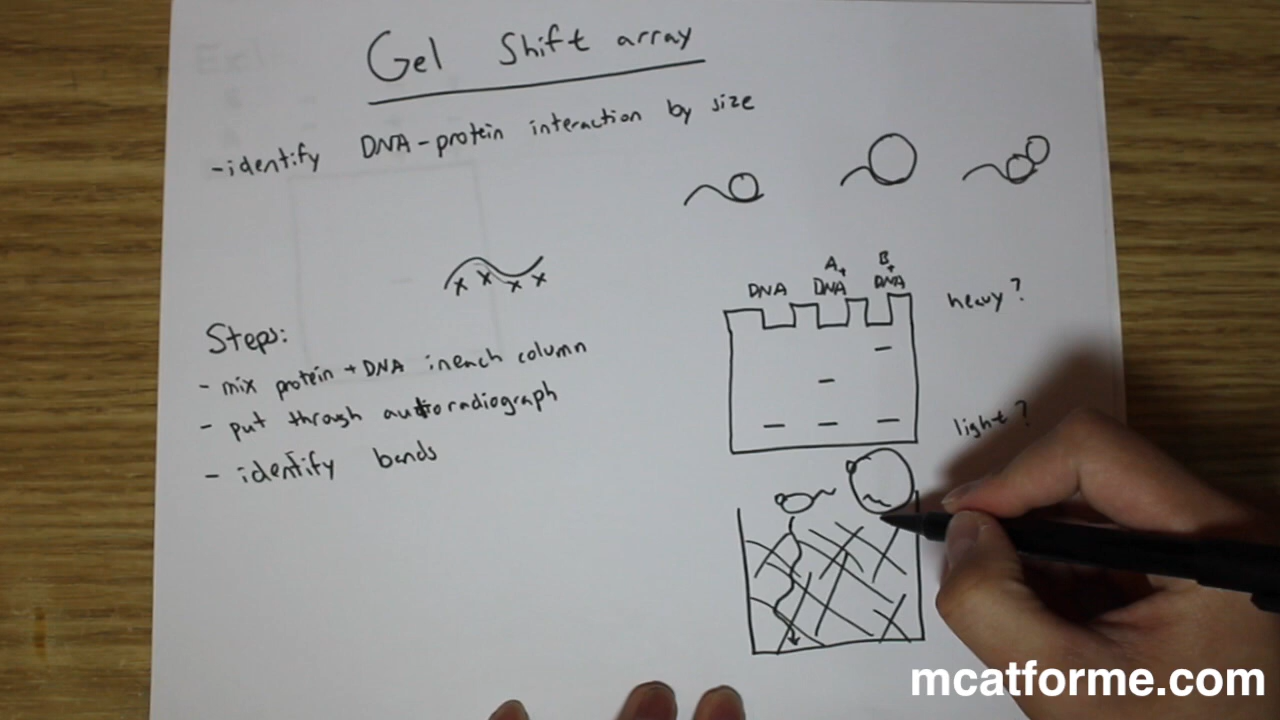 Gel Shift array
-identify DNA-protein interaction by size
x x x x
DNA
A+
DNA
B+
DNA
heavy?
light?
Steps:
- mix protein + DNA in each column
- put through autoradiograph
- identify bands
mcatforme.com